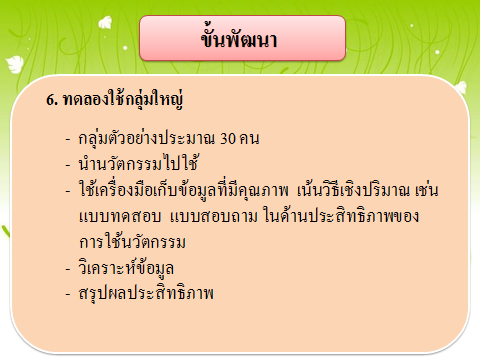 ขั้นพัฒนา
6. ทดลองใช้กลุ่มใหญ่
- กลุ่มตัวอย่างประมาณ 30 คน
- นำนวัตกรรมไปใช้
- ใช้เครื่องมือเก็บข้อมูลที่มีคุณภาพ เน้นวิธีเชิงปริมาณ เช่น
แบบทดสอบ แบบสอบถาม ในด้านประสิทธิภาพของ
การใช้นวัตกรรม
- วิเคราะห์ข้อมูล
- สรุปผลประสิทธิภาพ